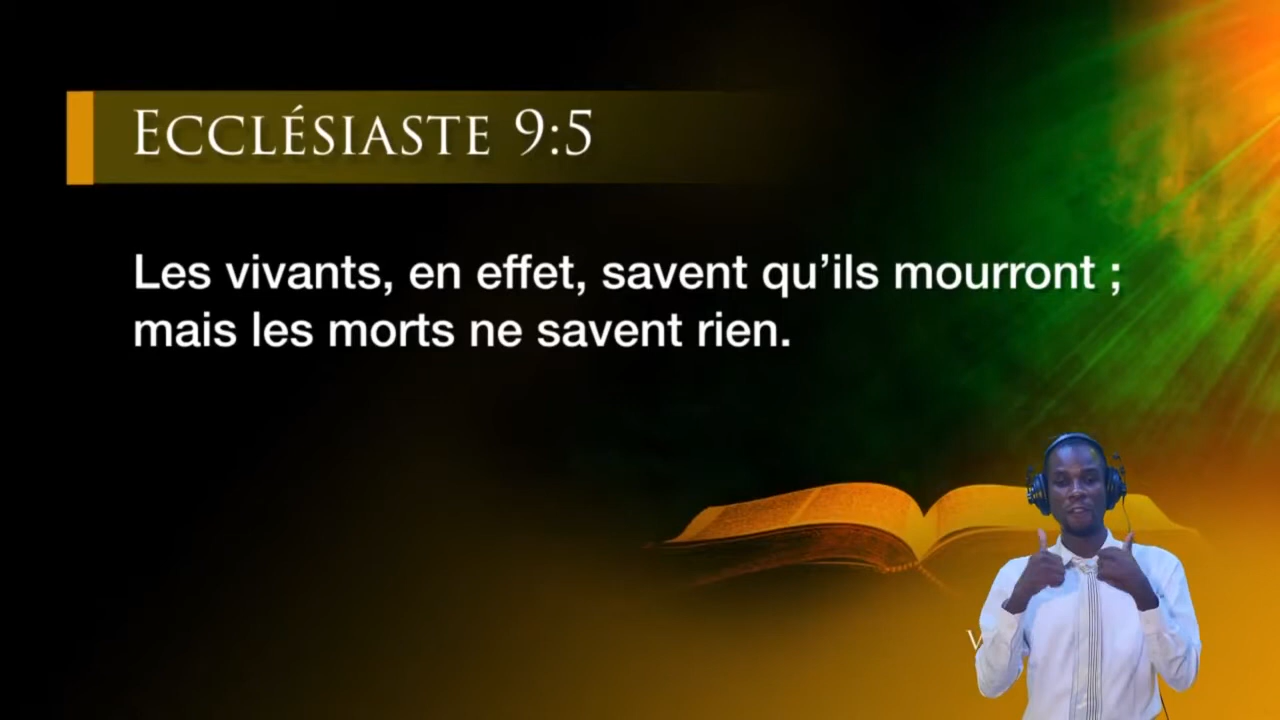 Ecclésiaste 9:5
Les vivants, en effet, savent qu’ils mourront ;
mais les morts ne savent rien.